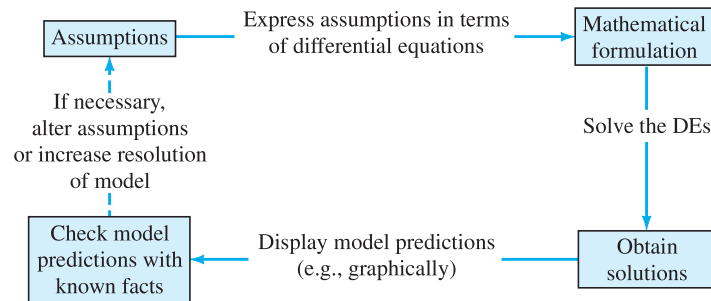 Assumptions
Express assumptions in terms
of differential equations
Mathematical
formulation
If necessary,
alter assumptions
or increase resolution
of model
Solve the DEs
Check model
predictions with
known facts
Display model predictions
(e.g., graphically)
Obtain
solutions